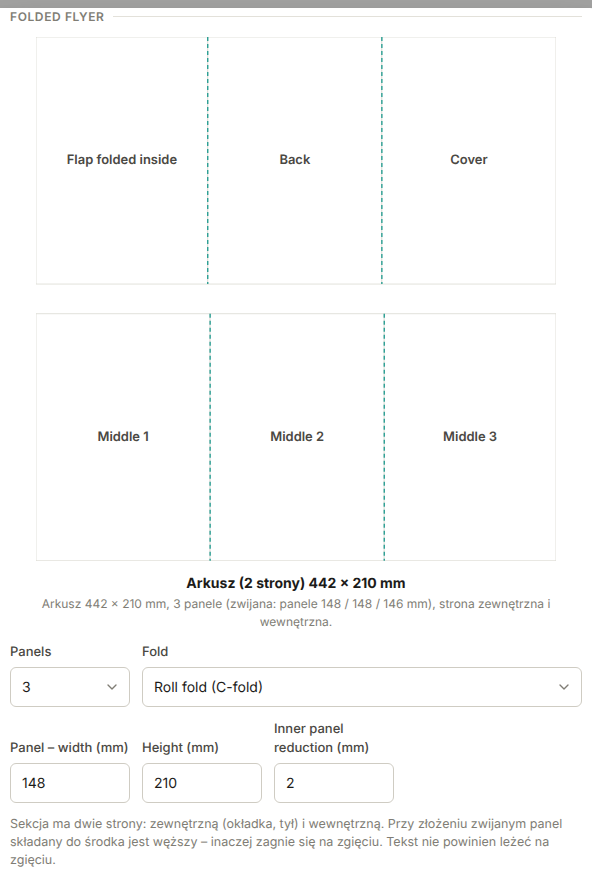 FOLDED FLYER
Flap folded inside
Back
Cover
Middle 1
Middle 2
Middle 3
Arkusz (2 strony) 442 × 210 mm
Arkusz 442 × 210 mm, 3 panele (zwijana: panele 148 / 148 / 146 mm), strona zewnętrzna i
wewnętrzna.
Panels
Fold
3
Roll fold (C-fold)
Panel – width (mm)
Height (mm)
Inner panel
reduction (mm)
148
210
2
Sekcja ma dwie strony: zewnętrzną (okładka, tył) i wewnętrzną. Przy złożeniu zwijanym panel
składany do środka jest węższy – inaczej zagnie się na zgięciu. Tekst nie powinien leżeć na
zgięciu.